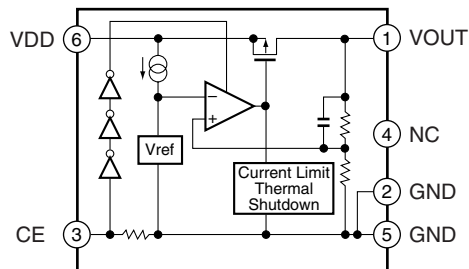 VDD 6
1 VOUT
−
+
Vref
4 NC
Current Limit
Thermal
Shutdown
2 GND
CE 3
5 GND